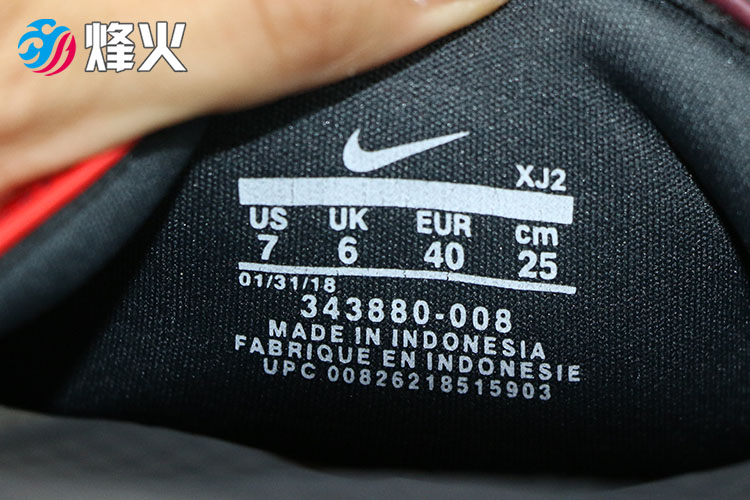 烽火
XJ2
US UK EUR cm
7 6 40 25
01/31/18
343880-008
MADE IN INDONESIA
FABRIQUE EN INDONESIE
UPC 00826218515903